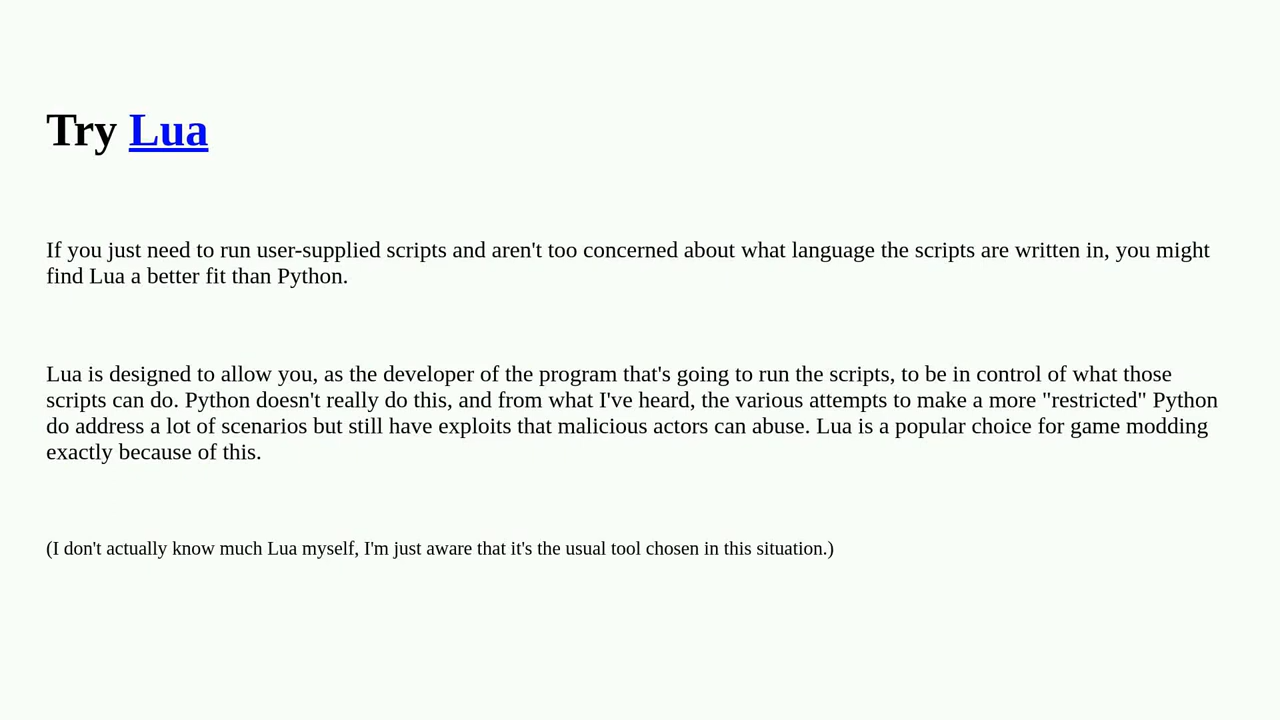 Try Lua
If you just need to run user-supplied scripts and aren't too concerned about what language the scripts are written in, you might
find Lua a better fit than Python.
Lua is designed to allow you, as the developer of the program that's going to run the scripts, to be in control of what those
scripts can do. Python doesn't really do this, and from what I've heard, the various attempts to make a more "restricted" Python
do address a lot of scenarios but still have exploits that malicious actors can abuse. Lua is a popular choice for game modding
exactly because of this.
(I don't actually know much Lua myself, I'm just aware that it's the usual tool chosen in this situation.)